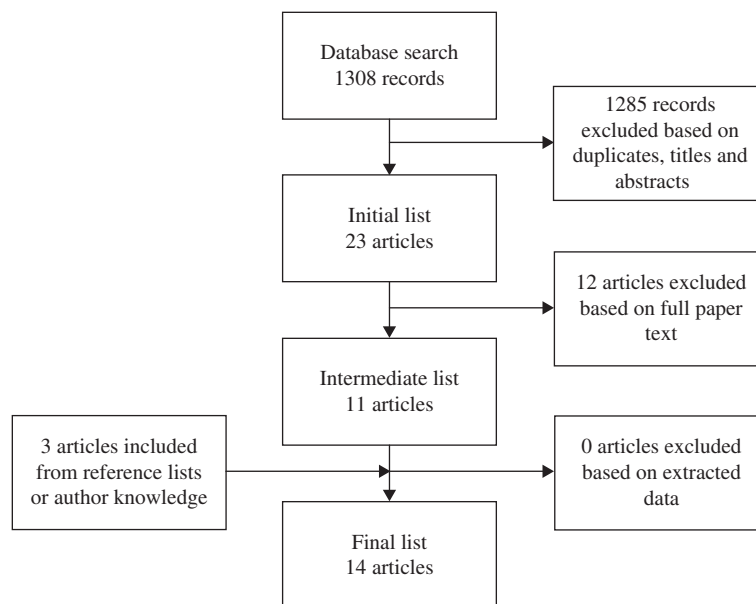 Database search
1308 records
1285 records
excluded based on
duplicates, titles and
abstracts
Initial list
23 articles
12 articles excluded
based on full paper
text
Intermediate list
11 articles
3 articles included
from reference lists
or author knowledge
0 articles excluded
based on extracted
data
Final list
14 articles